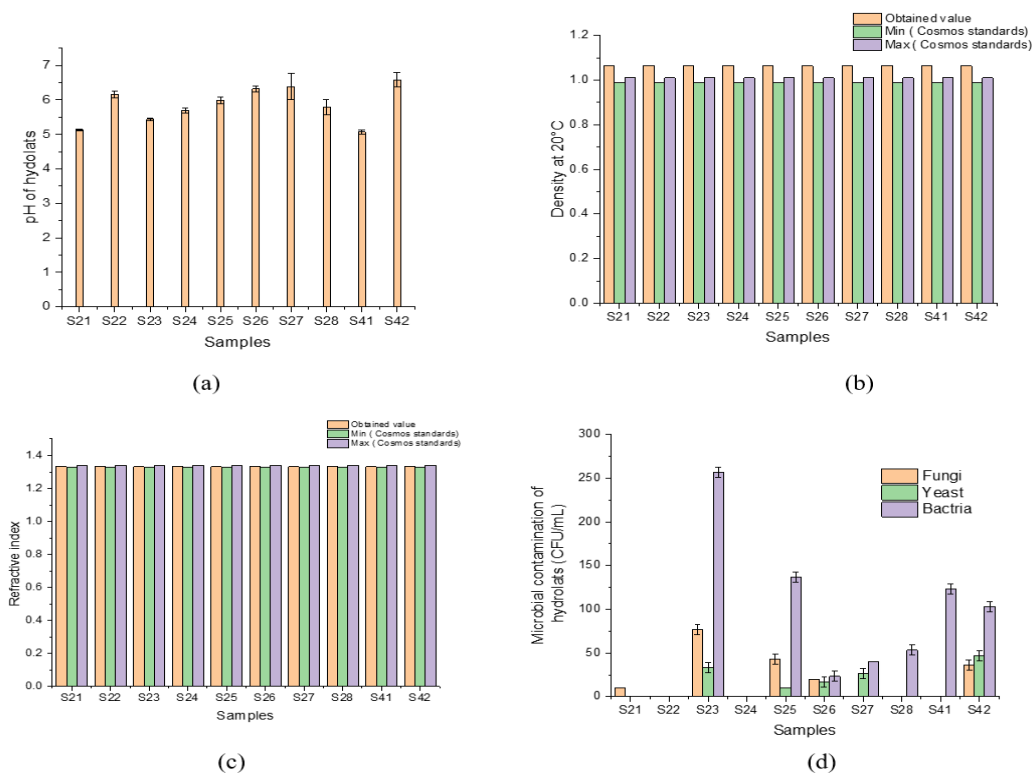 pH of hydolats
7
6
5
4
3
2
1
0
S21 S22 S23 S24 S25 S26 S27 S28 S41 S42
Samples
(a)
Obtained value
Min ( Cosmos standards)
Max ( Cosmos standards)
Density at 20°C
1.2
1.0
0.8
0.6
0.4
0.2
0.0
S21 S22 S23 S24 S25 S26 S27 S28 S41 S42
Samples
(b)
Obtained value
Min ( Cosmos standards)
Max ( Cosmos standards)
Refractive index
1.4
1.2
1.0
0.8
0.6
0.4
0.2
0.0
S21 S22 S23 S24 S25 S26 S27 S28 S41 S42
Samples
(c)
Microbial contamination of
hydrolats (CFU/mL)
300
250
200
150
100
50
0
Fungi
Yeast
Bactria
S21 S22 S23 S24 S25 S26 S27 S28 S41 S42
Samples
(d)